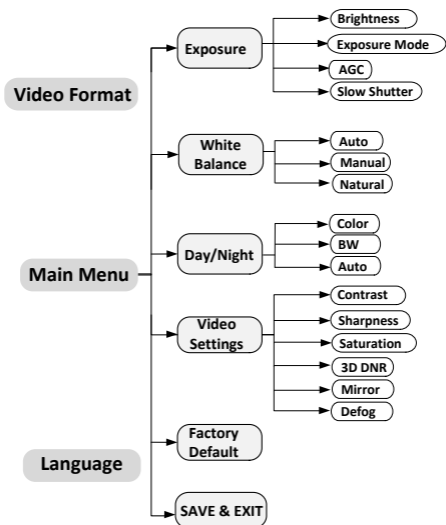 Video Format
Main Menu
Language
Exposure
Brightness
Exposure Mode
AGC
Slow Shutter
White
Balance
Auto
Manual
Natural
Day/Night
Color
BW
Auto
Video
Settings
Contrast
Sharpness
Saturation
3D DNR
Mirror
Defog
Factory
Default
SAVE & EXIT